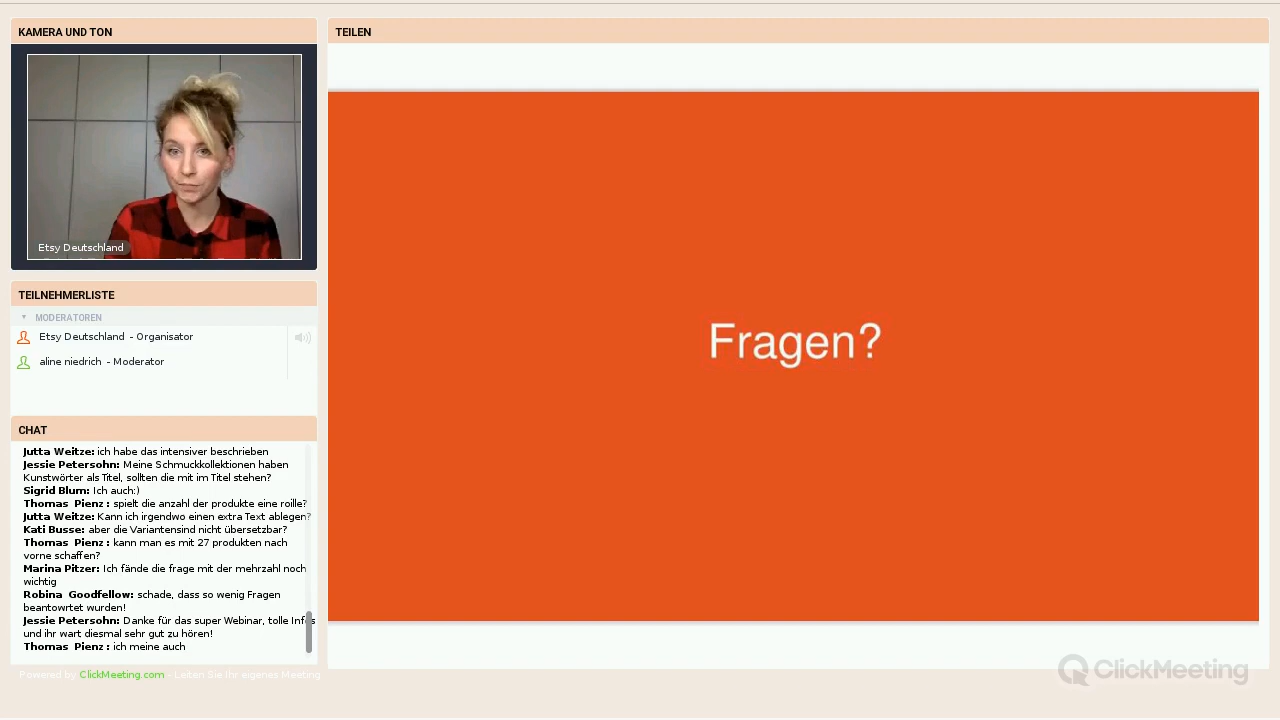 KAMERA UND TON
Etsy Deutschland
TEILNEHMERLISTE
MODERATOREN
Etsy Deutschland - Organisator
aline niedrich - Moderator
CHAT
Jutta Weitze: ich habe das intensiver beschrieben
Jessie Petersohn: Meine Schmuckkollektionen haben
Kunstwörter als Titel, sollten die mit im Titel stehen?
Sigrid Blum: Ich auch:)
Thomas Pienz : spielt die anzahl der produkte eine roille?
Jutta Weitze: Kann ich irgendwo einen extra Text ablegen?
Kati Busse: aber die Variantensind nicht übersetzbar?
Thomas Pienz : kann man es mit 27 produkten nach
vorne schaffen?
Marina Pitzer: Ich fände die frage mit der mehrzahl noch
wichtig
Robina Goodfellow: schade, dass so wenig Fragen
beantowrtet wurden!
Jessie Petersohn: Danke für das super Webinar, tolle Infos
und ihr wart diesmal sehr gut zu hören!
Thomas Pienz : ich meine auch
Powered by ClickMeeting.com - Leiten Sie Ihr eigenes Meeting
TEILEN
Fragen?
ClickMeeting